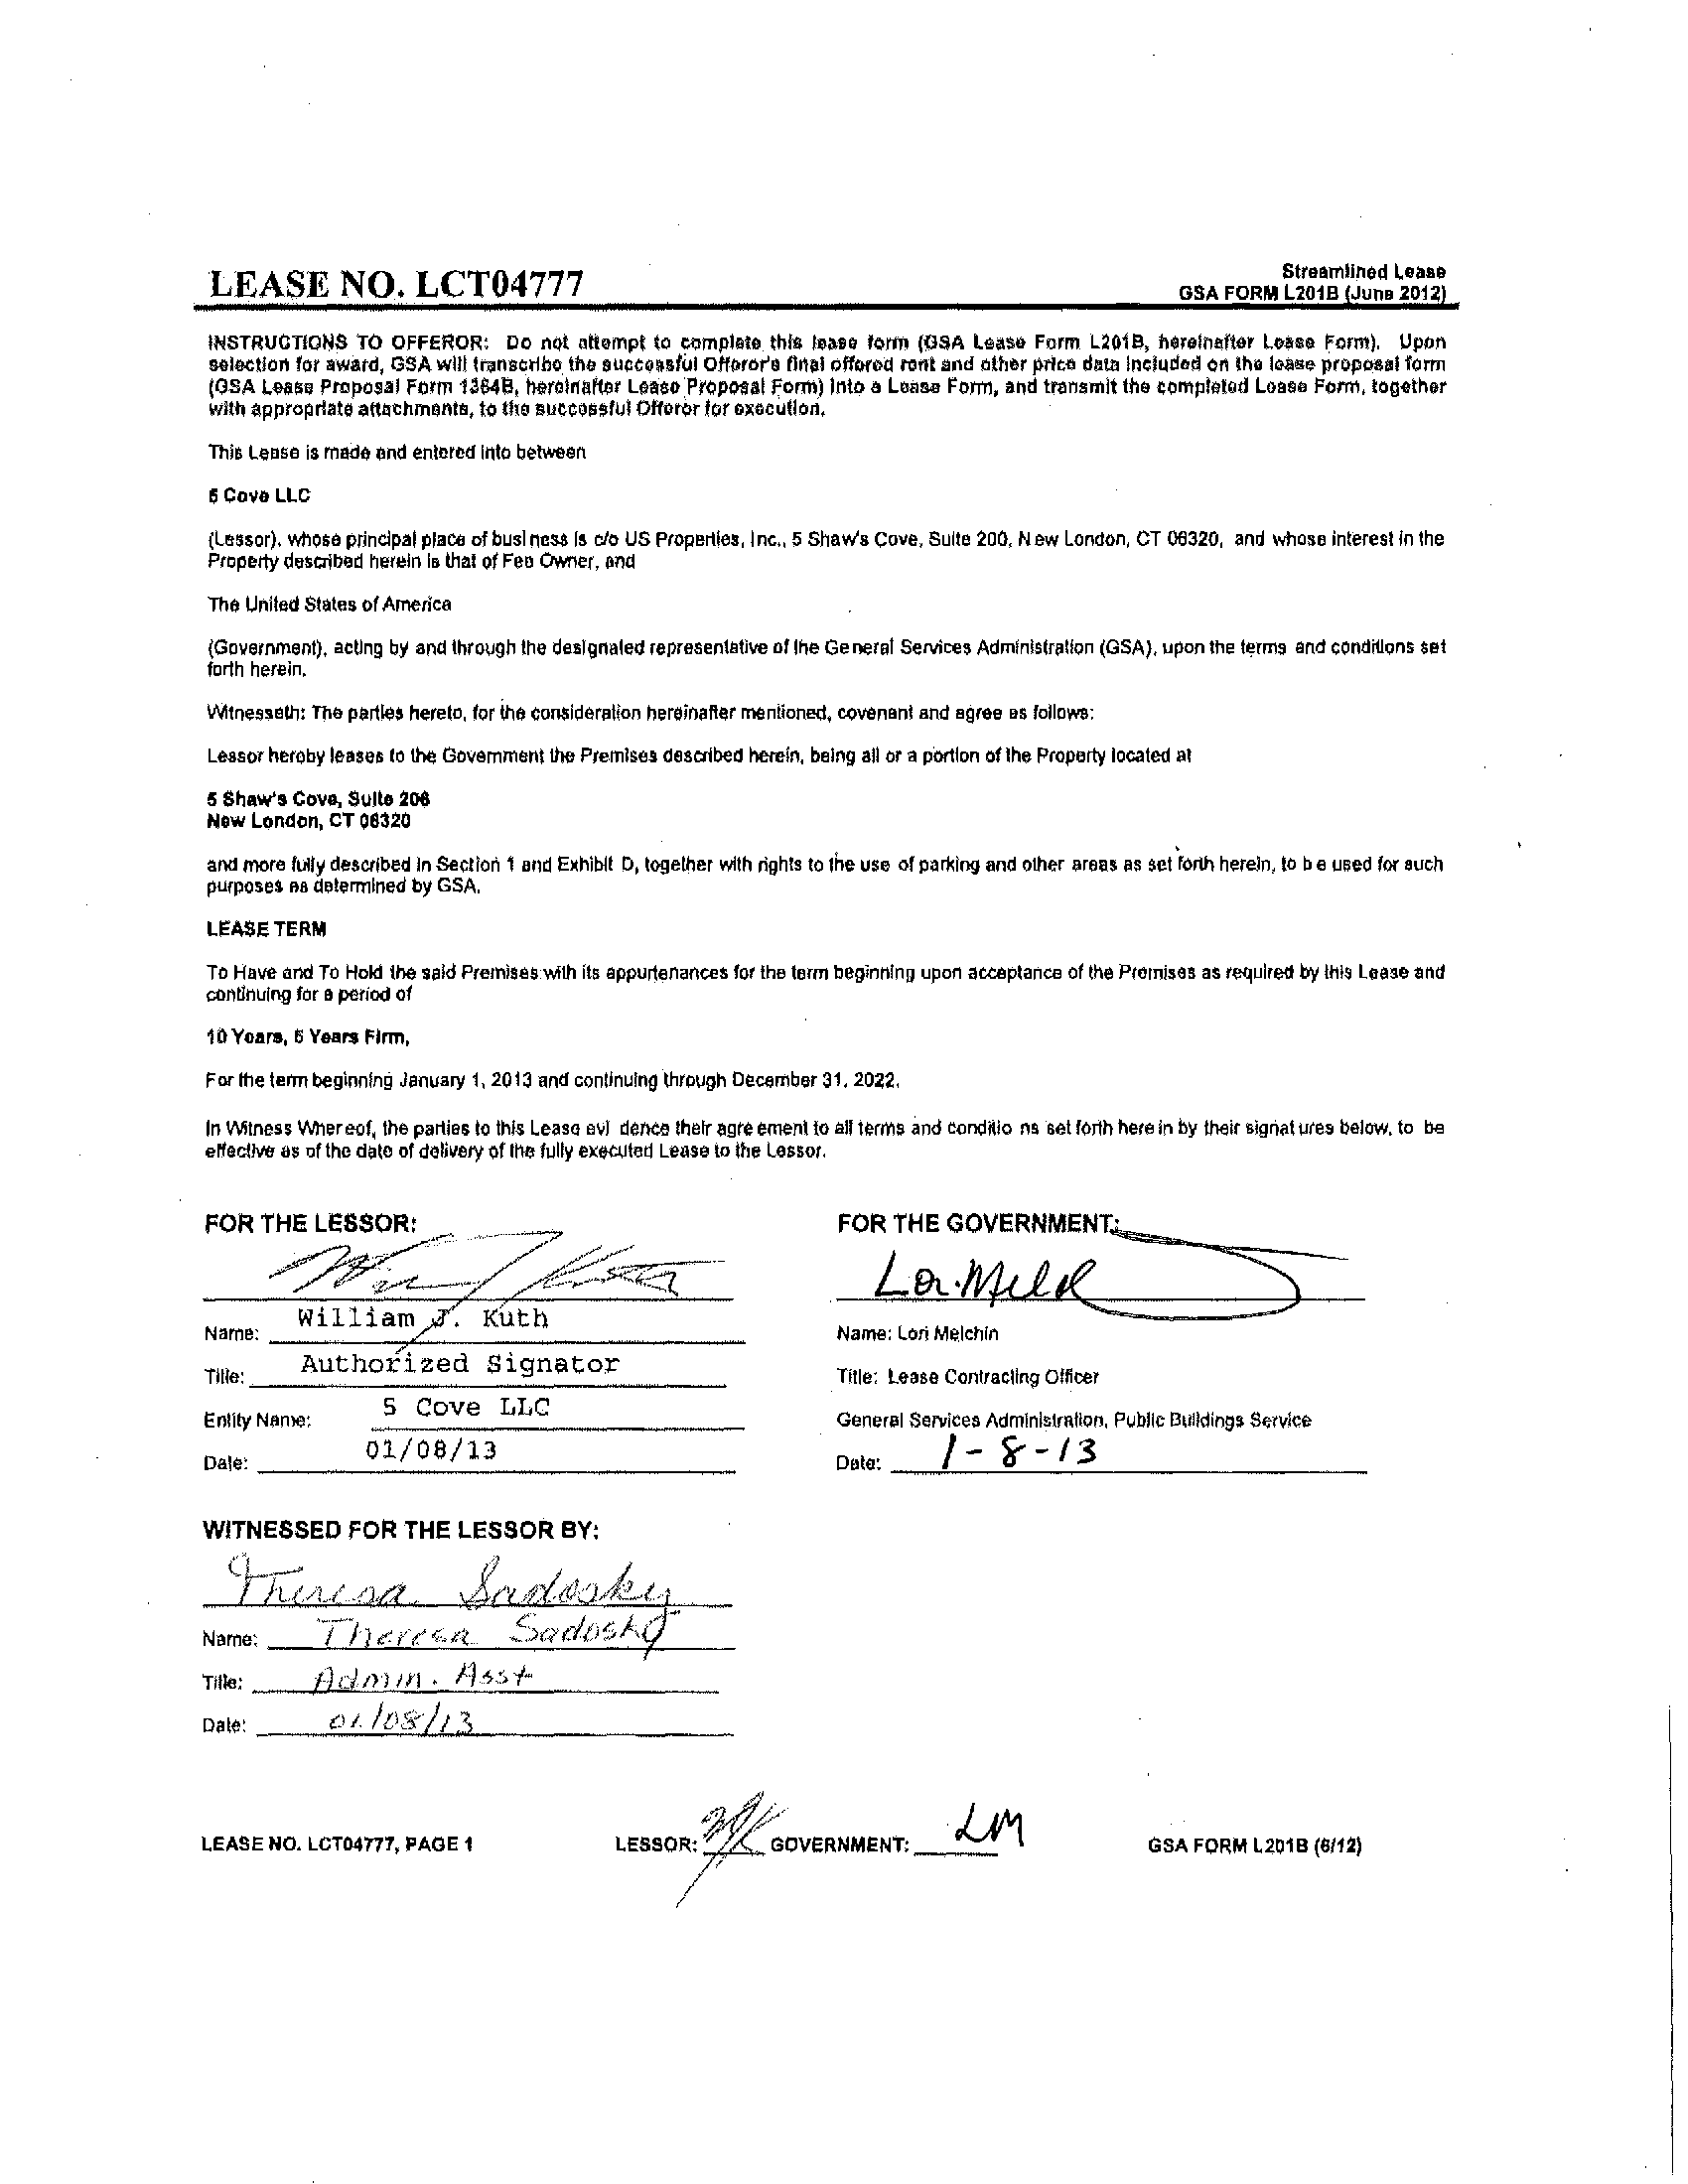 LEASE NO. LCT04777
Streamlined Lease
GSA FORM L201B (June 2012)
INSTRUCTIONS TO OFFEROR: Do not attempt to complete this lease form (GSA Lease Form L201B, hereinafter Lease Form). Upon
selection for award, GSA will transcribe the successful Offeror's final offered rent and other price data included on the lease proposal form
(GSA Lease Proposal Form 1364B, hereinafter Lease Proposal Form) into a Lease Form, and transmit the completed Lease Form, together
with appropriate attachments, to the successful Offeror for execution.
This Lease is made and entered into between
5 Cove LLC
(Lessor), whose principal place of business is c/o US Properties, Inc., 5 Shaw's Cove, Suite 200, New London, CT 06320, and whose interest in the
Property described herein is that of Fee Owner, and
The United States of America
(Government), acting by and through the designated representative of the General Services Administration (GSA), upon the terms and conditions set
forth herein.
Witnesseth: The parties hereto, for the consideration hereinafter mentioned, covenant and agree as follows:
Lessor hereby leases to the Government the Premises described herein, being all or a portion of the Property located at
5 Shaw's Cove, Suite 206
New London, CT 06320
and more fully described in Section 1 and Exhibit D, together with rights to the use of parking and other areas as set forth herein, to be used for such
purposes as determined by GSA.
LEASE TERM
To Have and To Hold the said Premises with its appurtenances for the term beginning upon acceptance of the Premises as required by this Lease and
continuing for a period of
10 Years, 5 Years Firm,
For the term beginning January 1, 2013 and continuing through December 31, 2022.
In Witness Whereof, the parties to this Lease evidence their agreement to all terms and conditions set forth herein by their signatures below, to be
effective as of the date of delivery of the fully executed Lease to the Lessor.
FOR THE LESSOR:
Name: William J. Kuth
Title: Authorized Signator
Entity Name: 5 Cove LLC
Date: 01/08/13
FOR THE GOVERNMENT:
Name: Lori Melchin
Title: Lease Contracting Officer
General Services Administration, Public Buildings Service
Date: 1-8-13
WITNESSED FOR THE LESSOR BY:
Theresa Sadosky
Name: Theresa Sadosky
Title: Admin. Asst
Date: 01/08/13
LEASE NO. LCT04777, PAGE 1
LESSOR: WJK GOVERNMENT: LM
GSA FORM L201B (6/12)